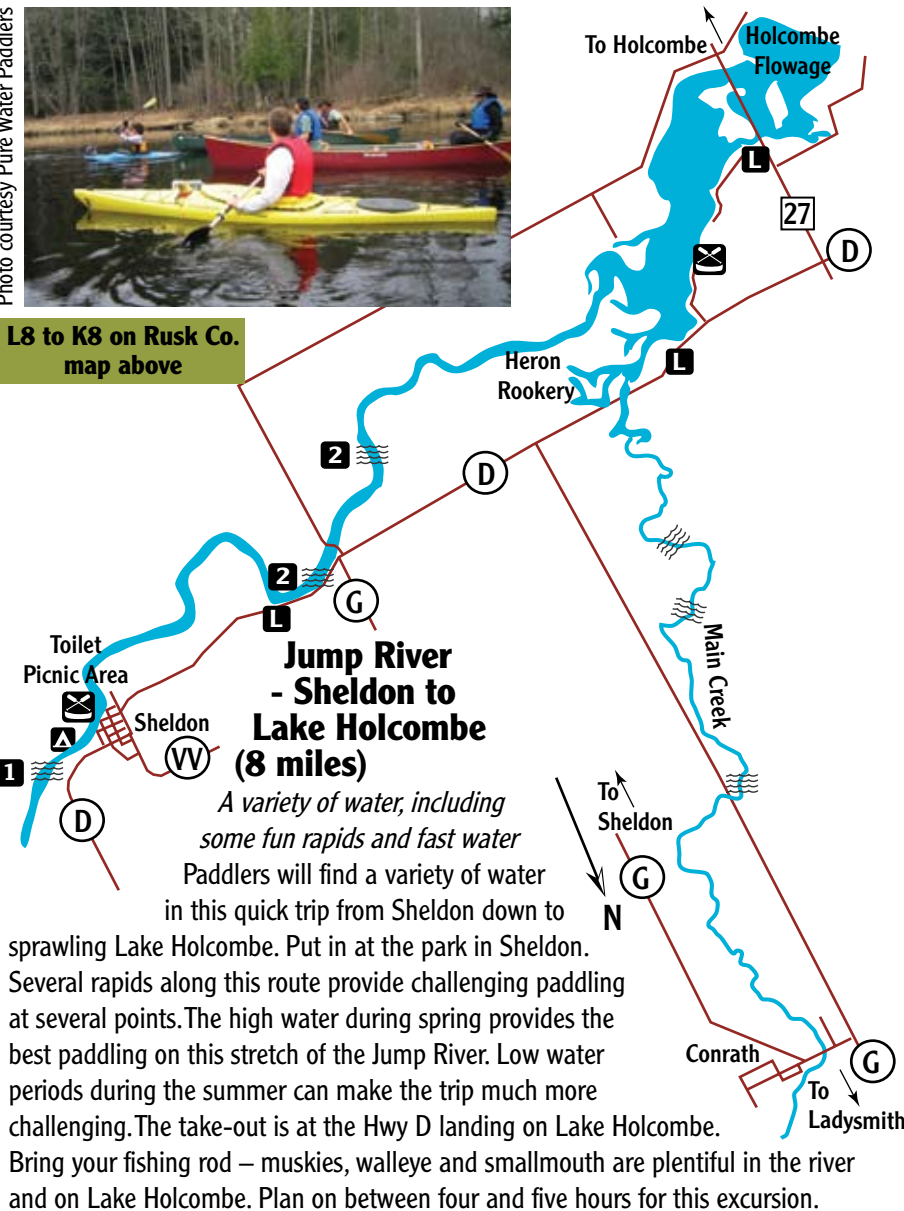 Photo courtesy Pure Water Paddlers
To Holcombe
Holcombe
Flowage
L
27
D
L8 to K8 on Rusk Co.
map above
Heron
Rookery
L
2
D
2
G
L
Toilet
Picnic Area
Sheldon
VV
1
D
Main Creek
Jump River
- Sheldon to
Lake Holcombe
(8 miles)
A variety of water, including
some fun rapids and fast water
Paddlers will find a variety of water
in this quick trip from Sheldon down to
sprawling Lake Holcombe. Put in at the park in Sheldon.
Several rapids along this route provide challenging paddling
at several points. The high water during spring provides the
best paddling on this stretch of the Jump River. Low water
periods during the summer can make the trip much more
challenging. The take-out is at the Hwy D landing on Lake Holcombe.
Bring your fishing rod – muskies, walleye and smallmouth are plentiful in the river
and on Lake Holcombe. Plan on between four and five hours for this excursion.
To
Sheldon
G
N
Conrath
G
To
Ladysmith